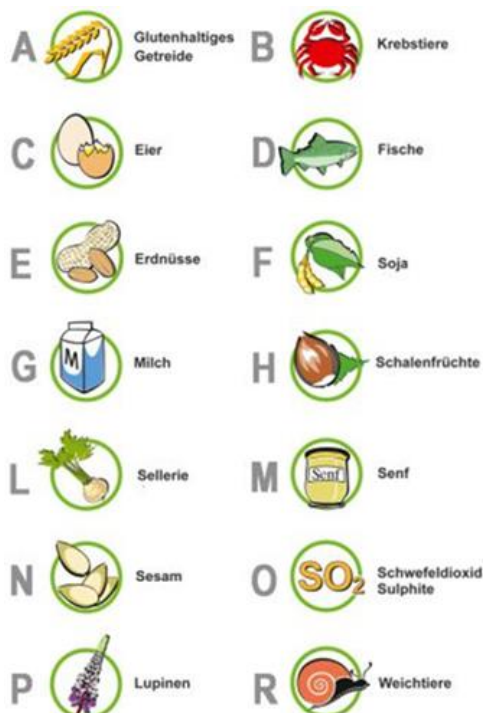 A Glutenhaltiges
Getreide
B Krebstiere
C Eier
D Fische
E Erdnüsse
F Soja
G M Milch
H Schalenfrüchte
L Sellerie
M Senf Senf
N Sesam
O SO₂ Schwefeldioxid
Sulphite
P Lupinen
R Weichtiere